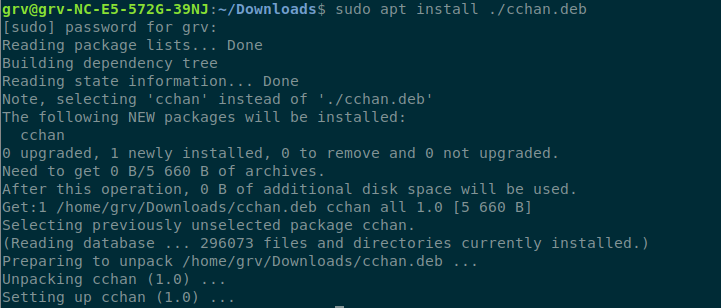 grv@grv-NC-E5-572G-39NJ:~/Downloads$ sudo apt install ./cchan.deb
[sudo] password for grv:
Reading package lists... Done
Building dependency tree
Reading state information... Done
Note, selecting 'cchan' instead of './cchan.deb'
The following NEW packages will be installed:
  cchan
0 upgraded, 1 newly installed, 0 to remove and 0 not upgraded.
Need to get 0 B/5 660 B of archives.
After this operation, 0 B of additional disk space will be used.
Get:1 /home/grv/Downloads/cchan.deb cchan all 1.0 [5 660 B]
Selecting previously unselected package cchan.
(Reading database ... 296073 files and directories currently installed.)
Preparing to unpack /home/grv/Downloads/cchan.deb ...
Unpacking cchan (1.0) ...
Setting up cchan (1.0) ...